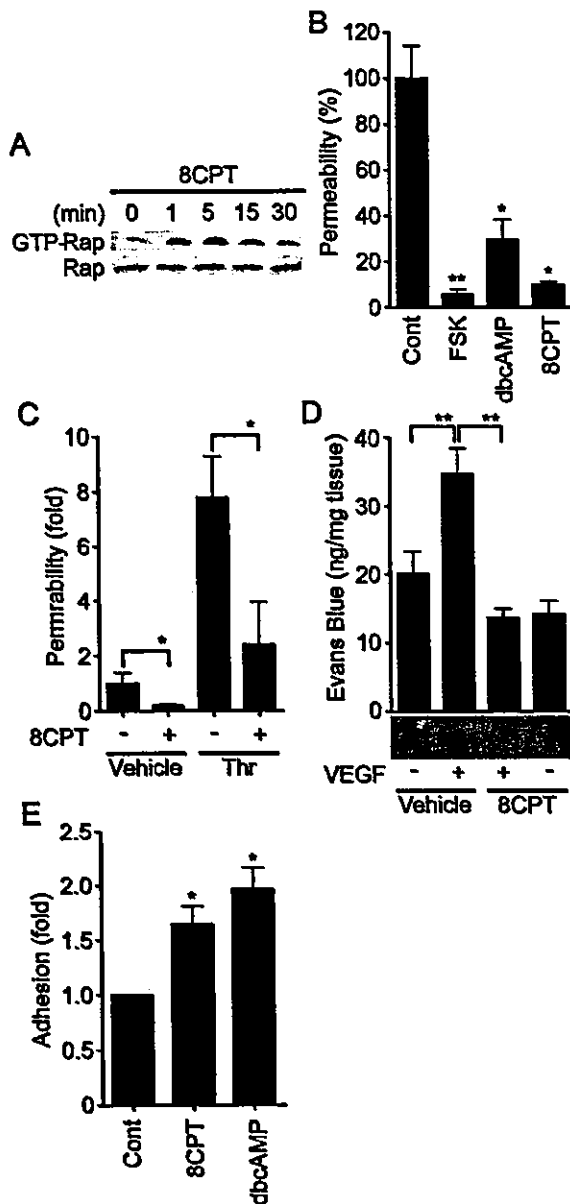 A
8CPT
(min) 0 1 5 15 30
GTP-Rap
Rap
B
Permeability (%)
120
100
80
60
40
20
0
**
*
*
Cont
FSK
dbcAMP
8CPT
C
Permrability (fold)
10
8
6
4
2
0
*
*
8CPT - + - +
Vehicle Thr
D
Evans Blue (ng/mg tissue)
40
30
20
10
0
** **
VEGF - + + -
Vehicle 8CPT
E
Adhesion (fold)
2.5
2.0
1.5
1.0
0.5
0
*
*
Cont
8CPT
dbcAMP